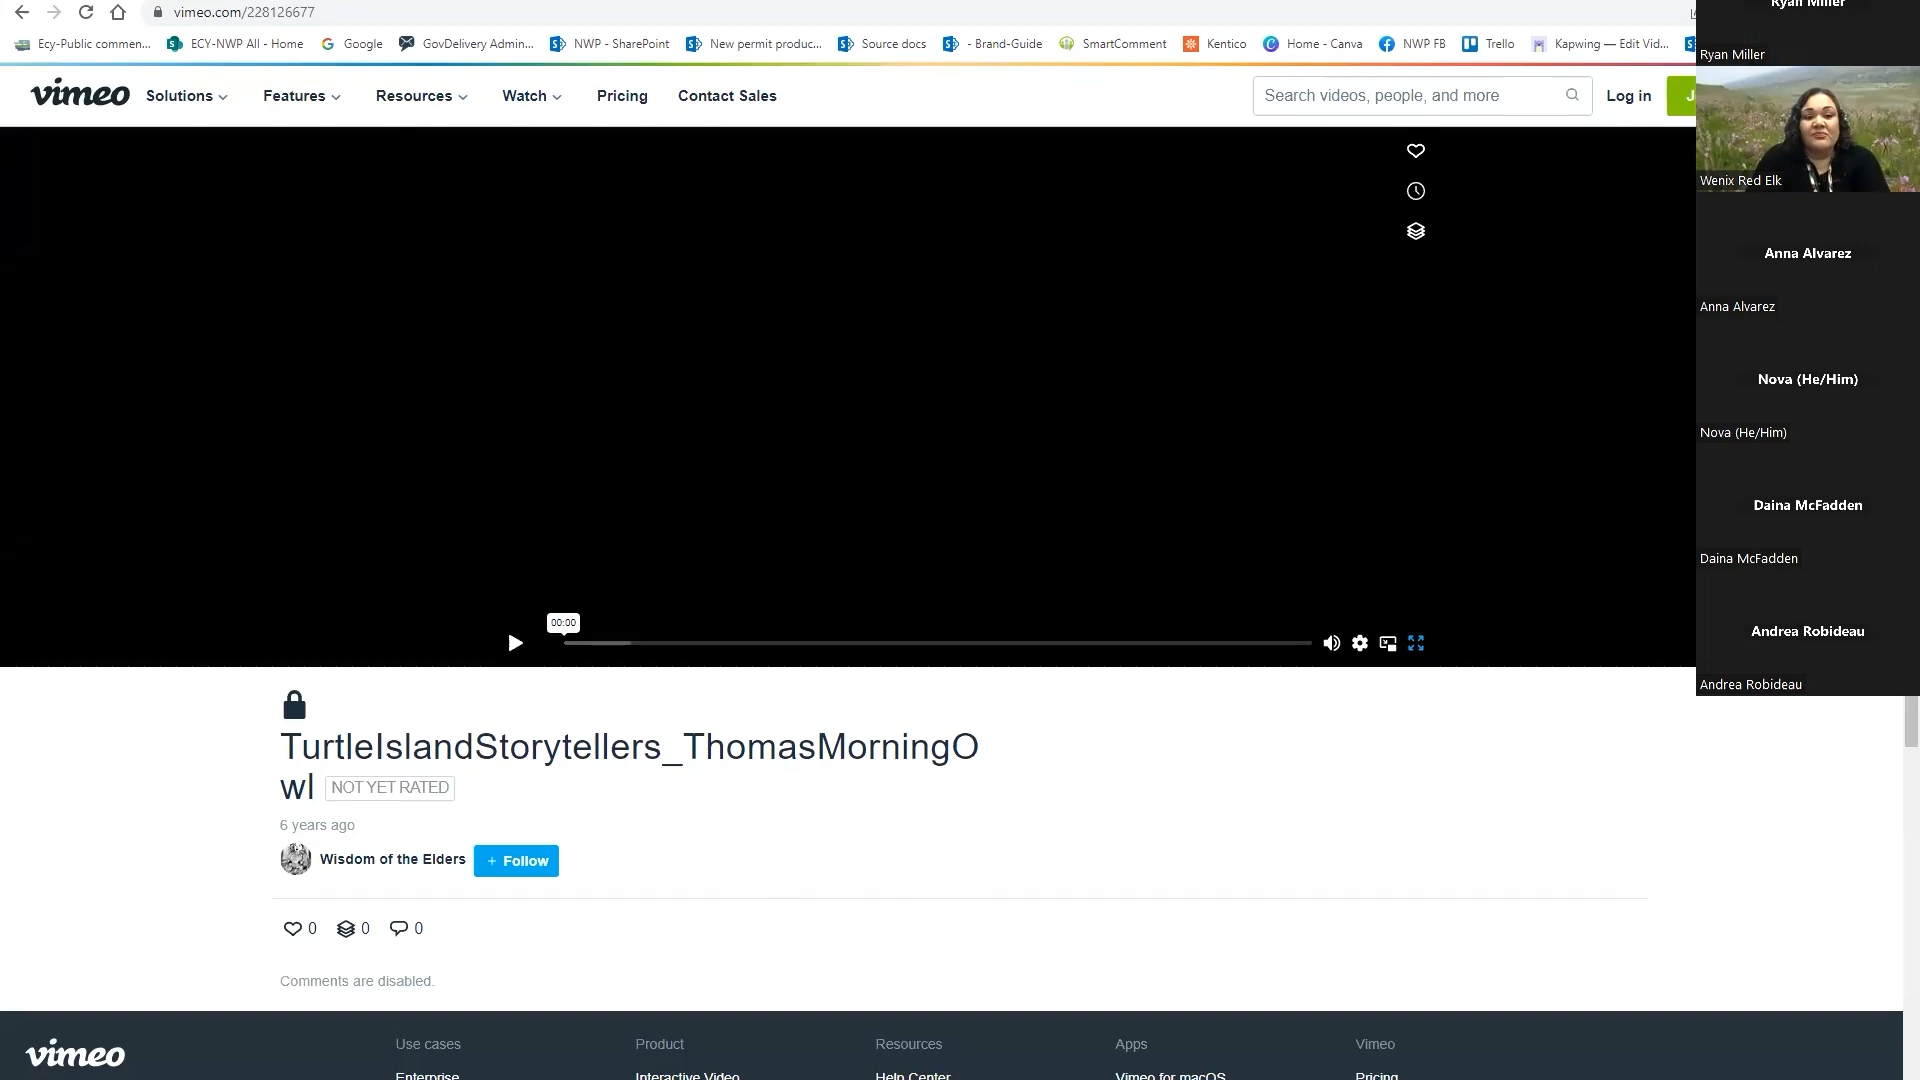 vimeo.com/228126677
Ecy-Public commen... ECY-NWP All - Home Google GovDelivery Admin... NWP - SharePoint New permit produc... Source docs - Brand-Guide SmartComment Kentico Home - Canva NWP FB Trello Kapwing — Edit Vid...
vimeo Solutions Features Resources Watch Pricing Contact Sales Search videos, people, and more Log in
Ryan Miller
Ryan Miller
Wenix Red Elk
Anna Alvarez
Anna Alvarez
Nova (He/Him)
Nova (He/Him)
Daina McFadden
Daina McFadden
Andrea Robideau
Andrea Robideau
00:00
TurtleIslandStorytellers_ThomasMorningO
wl NOT YET RATED
6 years ago
Wisdom of the Elders + Follow
0 0 0
Comments are disabled.
vimeo Use cases Product Resources Apps Vimeo
Enterprise Interactive Video Help Center Vimeo for macOS Pricing